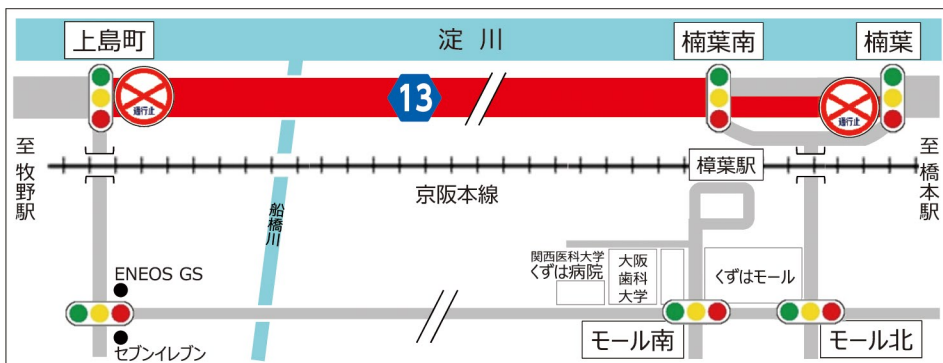 淀川
上島町
楠葉南
楠葉
通行止
13
通行止
至牧野駅
京阪本線
樟葉駅
至橋本駅
船橋川
関西医科大学
くずは病院
大阪
歯科
大学
くずはモール
ENEOS GS
セブンイレブン
モール南
モール北